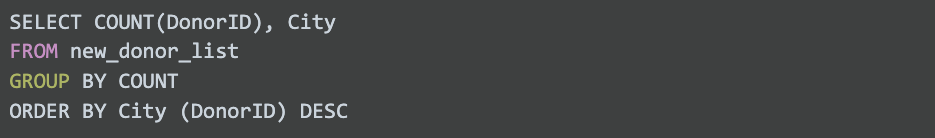 SELECT COUNT(DonorID), City
FROM new_donor_list
GROUP BY COUNT
ORDER BY City (DonorID) DESC